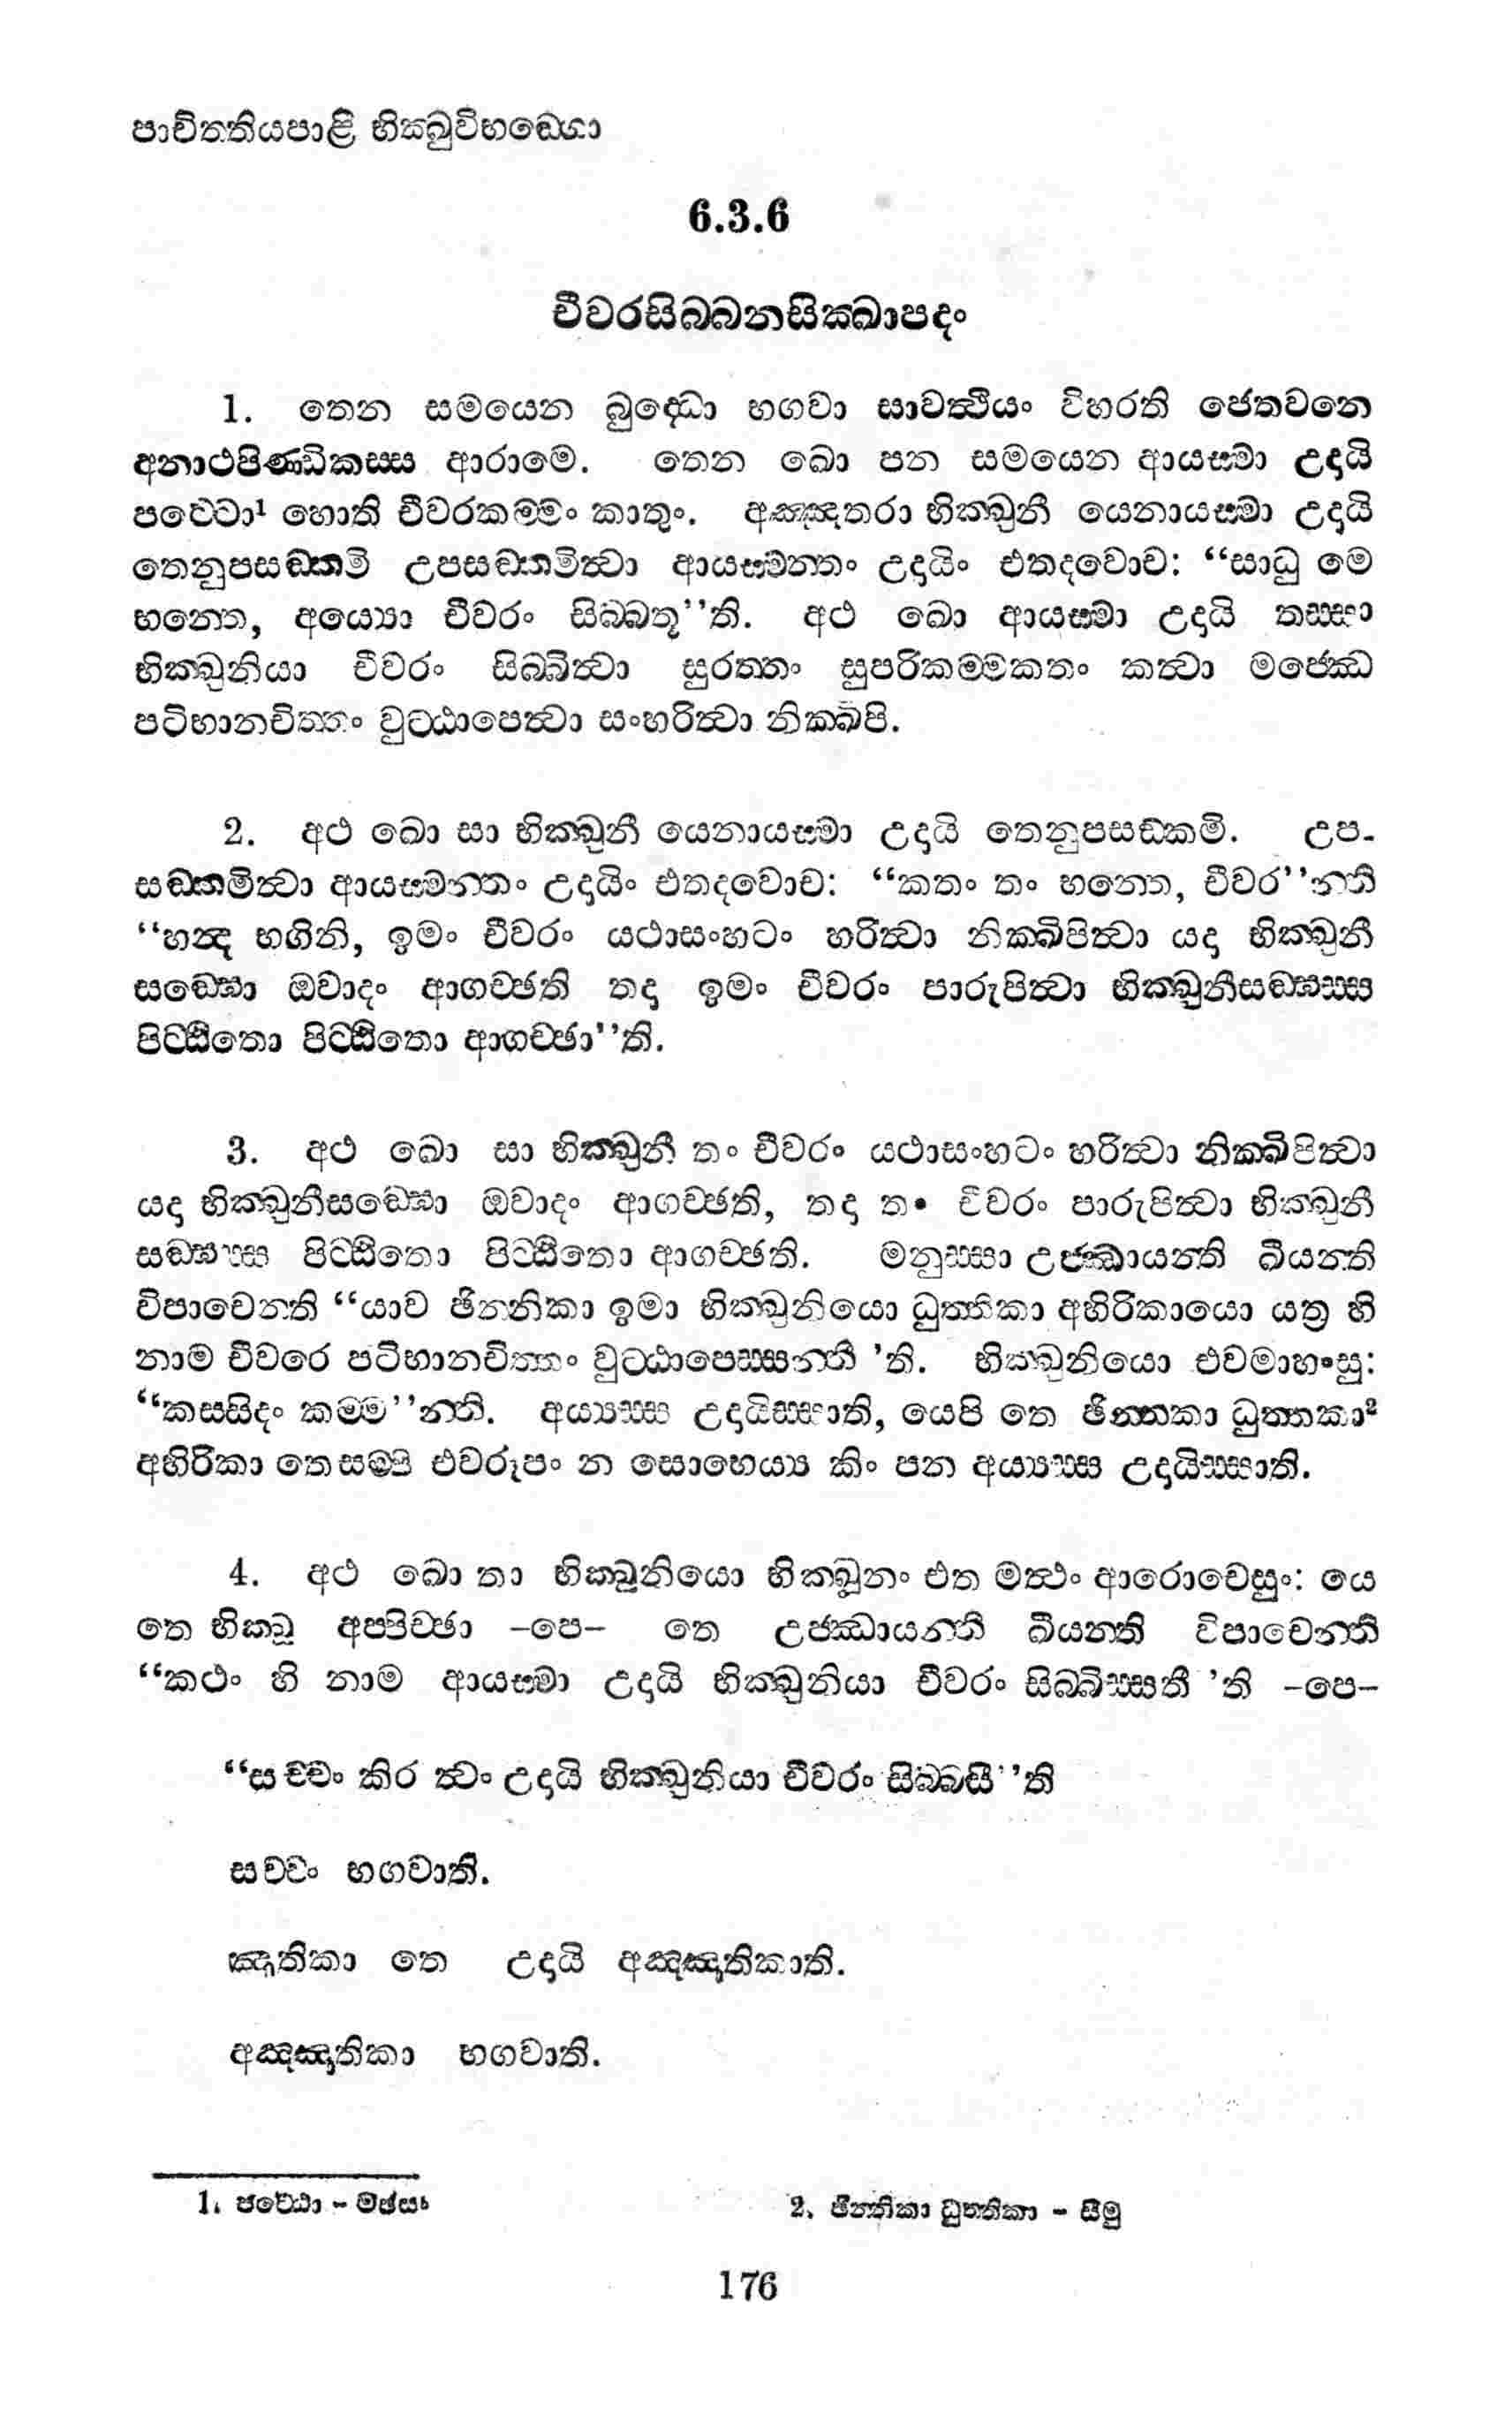 පාචිත්තියපාළි භික්ඛුවිභඞ්ගො
6.3.6
චීවරසිබ්බනසික්ඛාපදං
1. තෙන සමයෙන බුද්ධො භගවා සාවත්ථියං විහරති ජෙතවනෙ
අනාථපිණ්ඩිකස්ස ආරාමෙ. තෙන ඛො පන සමයෙන ආයස්මා උදායි
පට්ටො¹ හොති චීවරකම්මං කාතුං. අඤ්ඤතරා භික්ඛුනී යෙනායස්මා උදායි
තෙනුපසඞ්කමි උපසඞ්කමිත්වා ආයස්මන්තං උදායිං එතදවොච: “සාධු මෙ
භන්තෙ, අය්‍යො චීවරං සිබ්බතූ’’ති. අථ ඛො ආයස්මා උදායි තස්සා
භික්ඛුනියා චීවරං සිබ්බිත්වා සුරත්තං සුපරිකම්මකතං කත්වා මජ්ඣෙ
පටිභානචිත්තං වුට්ඨාපෙත්වා සංහරිත්වා නික්ඛිපි.
2. අථ ඛො සා භික්ඛුනී යෙනායස්මා උදායි තෙනුපසඞ්කමි. උප-
සඞ්කමිත්වා ආයස්මන්තං උදායිං එතදවොච: “කතං තං භන්තෙ, චීවර’’න්ති
“හන්ද භගිනි, ඉමං චීවරං යථාසංහටං හරිත්වා නික්ඛිපිත්වා යදා භික්ඛුනී
සඞ්ඝො ඔවාදං ආගච්ඡති තදා ඉමං චීවරං පාරුපිත්වා භික්ඛුනීසඞ්ඝස්ස
පිට්ඨිතො පිට්ඨිතො ආගච්ඡා’’ති.
3. අථ ඛො සා භික්ඛුනී තං චීවරං යථාසංහටං හරිත්වා නික්ඛිපිත්වා
යදා භික්ඛුනීසඞ්ඝො ඔවාදං ආගච්ඡති, තදා තං චීවරං පාරුපිත්වා භික්ඛුනී
සඞ්ඝස්ස පිට්ඨිතො පිට්ඨිතො ආගච්ඡති. මනුස්සා උජ්ඣායන්ති ඛීයන්ති
විපාචෙන්ති “යාව ඡින්නිකා ඉමා භික්ඛුනියො ධුත්තිකා අහිරිකායො යත්‍ර හි
නාම චීවරෙ පටිභානචිත්තං වුට්ඨාපෙස්සන්තී ’ති. භික්ඛුනියො එවමාහංසු:
“කස්සිදං කම්ම’’න්ති. අය්‍යස්ස උදායිස්සාති, යෙපි තෙ ඡින්නකා ධුත්තකා²
අහිරිකා තෙසම්පි එවරූපං න සොභෙය්‍ය කිං පන අය්‍යස්ස උදායිස්සාති.
4. අථ ඛො තා භික්ඛුනියො භික්ඛූනං එත මත්ථං ආරොචෙසුං: යෙ
තෙ භික්ඛූ අප්පිච්ඡා –පෙ– තෙ උජ්ඣායන්ති ඛීයන්ති විපාචෙන්ති
“කථං හි නාම ආයස්මා උදායි භික්ඛුනියා චීවරං සිබ්බිස්සතී ’ති –පෙ–
“සච්චං කිර ත්වං උදායි භික්ඛුනියා චීවරං සිබ්බසී’’ති
සච්චං භගවාති.
ඤාතිකා තෙ උදායි අඤ්ඤාතිකාති.
අඤ්ඤාතිකා භගවාති.
1. පට්ඨො - මජ්සං
2. ඡින්නිකා ධුත්තිකා - සීමු
176